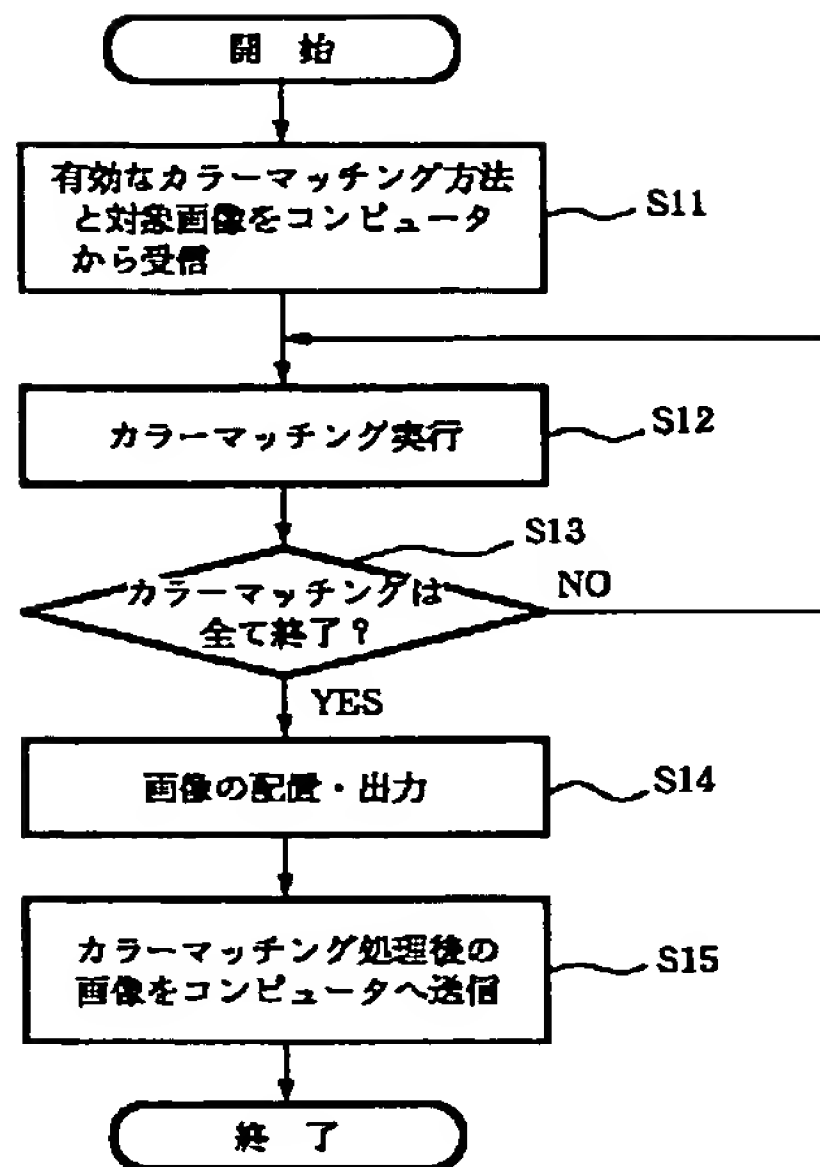 開 始
有効なカラーマッチング方法
と対象画像をコンピュータ
から受信
S11
カラーマッチング実行
S12
S13
カラーマッチングは
全て終了?
NO
YES
画像の配置・出力
S14
カラーマッチング処理後の
画像をコンピュータへ送信
S15
終 了